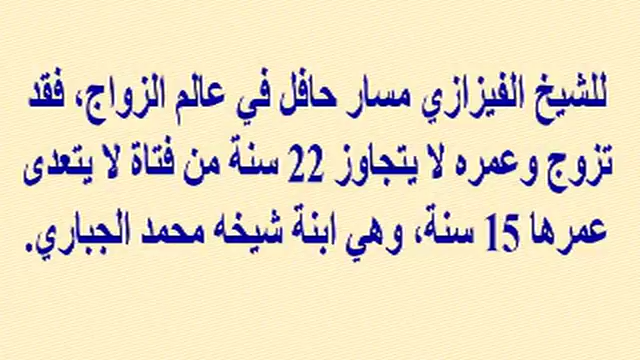 للشيخ الفيزازي مسار حافل في عالم الزواج، فقد
تزوج وعمره لا يتجاوز 22 سنة من فتاة لا يتعدى
عمرها 15 سنة، وهي ابنة شيخه محمد الجباري.